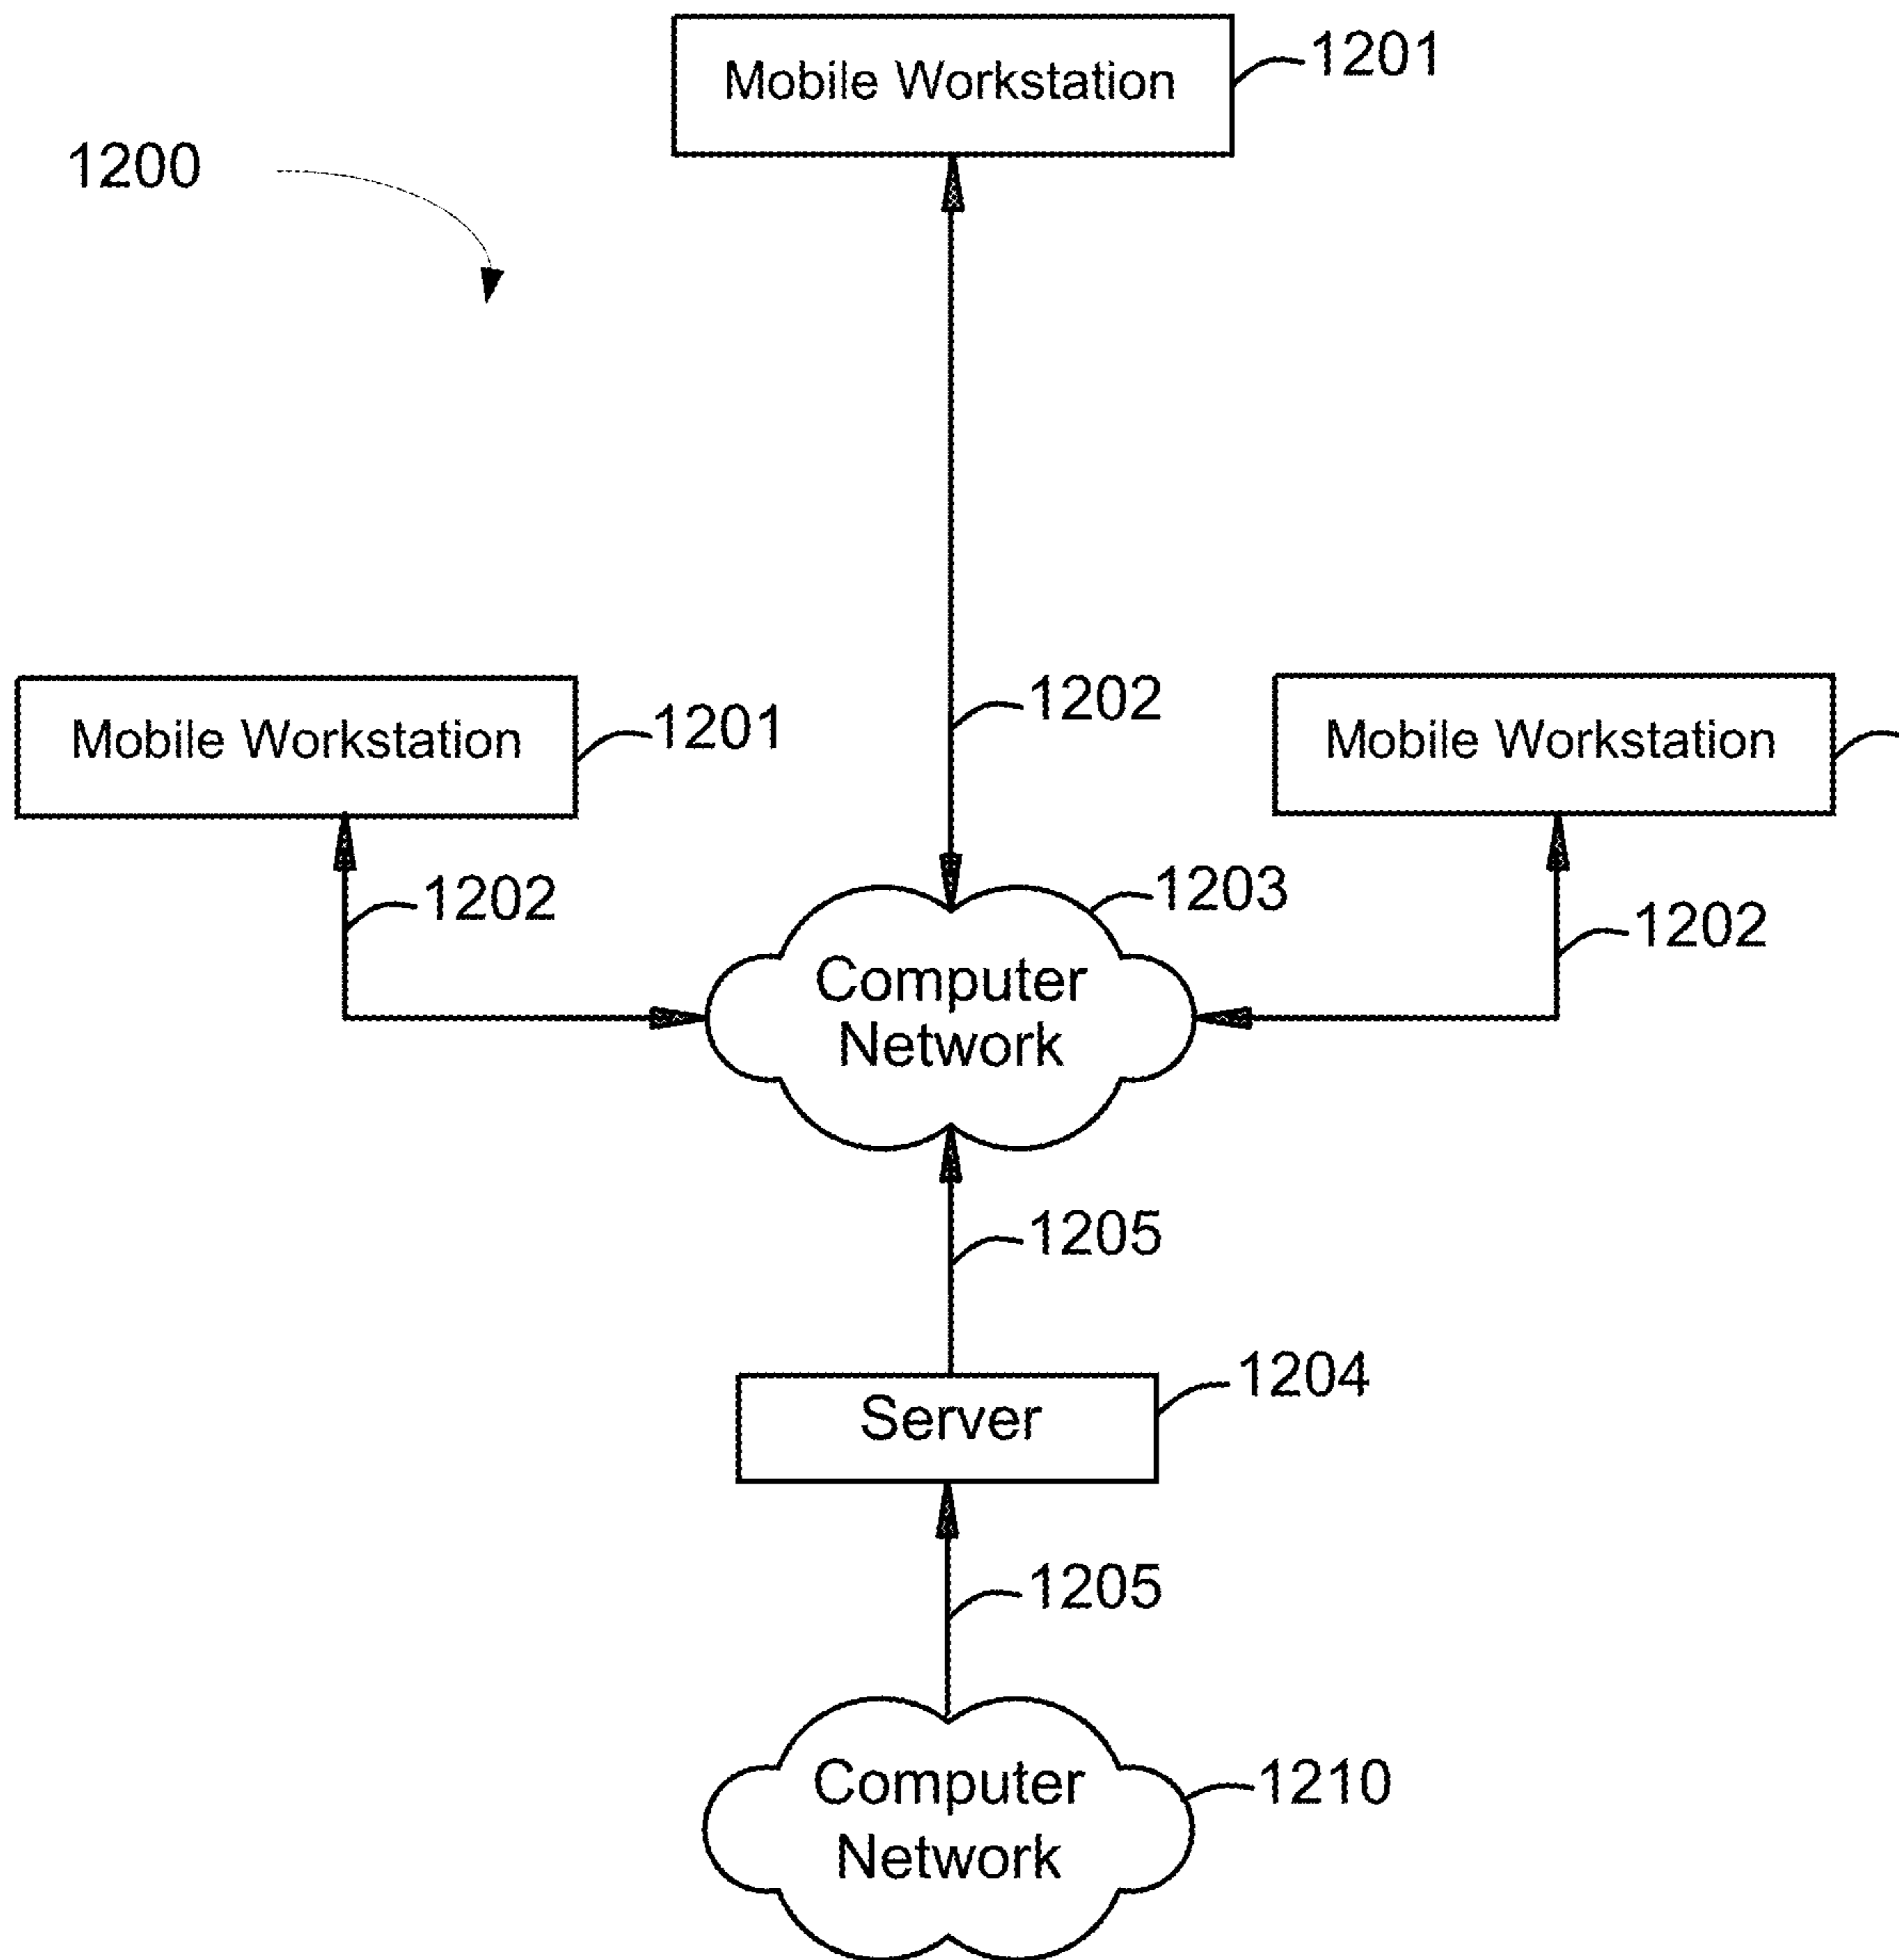 Mobile Workstation
1201
1200
1202
Mobile Workstation
1201
Mobile Workstation
1202
1203
1202
Computer
Network
1205
Server
1204
1205
Computer
Network
1210